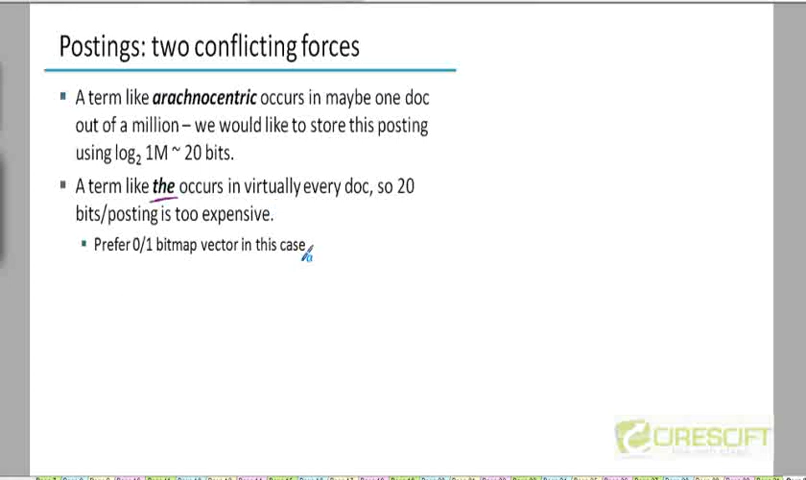 Postings: two conflicting forces
A term like arachnocentric occurs in maybe one doc
out of a million – we would like to store this posting
using log₂ 1M ~ 20 bits.
A term like the occurs in virtually every doc, so 20
bits/posting is too expensive.
Prefer 0/1 bitmap vector in this case